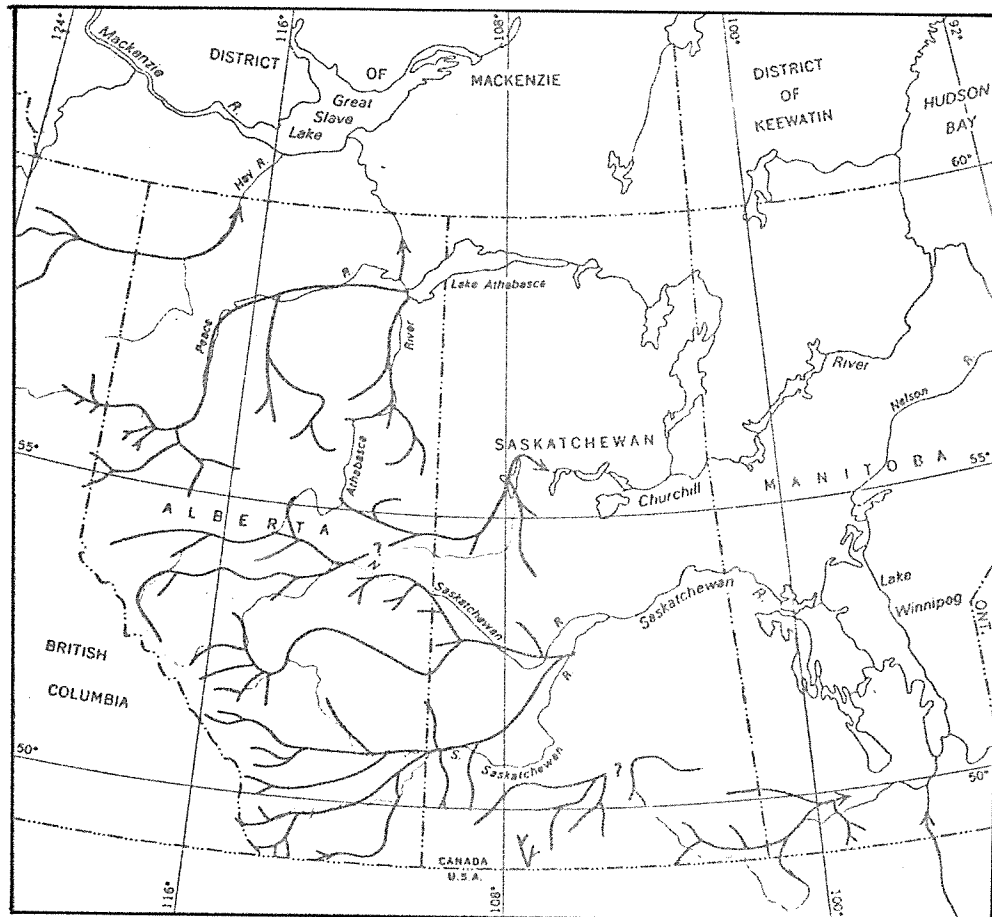 124°
116°
108°
100°
92°
Mackenzie
R.
DISTRICT
OF
MACKENZIE
Great
Slave
Lake
DISTRICT
OF
KEEWATIN
HUDSON
BAY
60°
Hay R.
Lake Athabasca
Peace
R.
River
River
Nelson
R.
55°
SASKATCHEWAN
Athabasca
Churchill
MANITOBA
55°
ALBERTA
?
N.
Saskatchewan
R.
Saskatchewan
R.
Lake
Winnipeg
ONT.
BRITISH
COLUMBIA
R
50°
S.
Saskatchewan
?
50°
CANADA
U.S.A.
116°
108°
100°